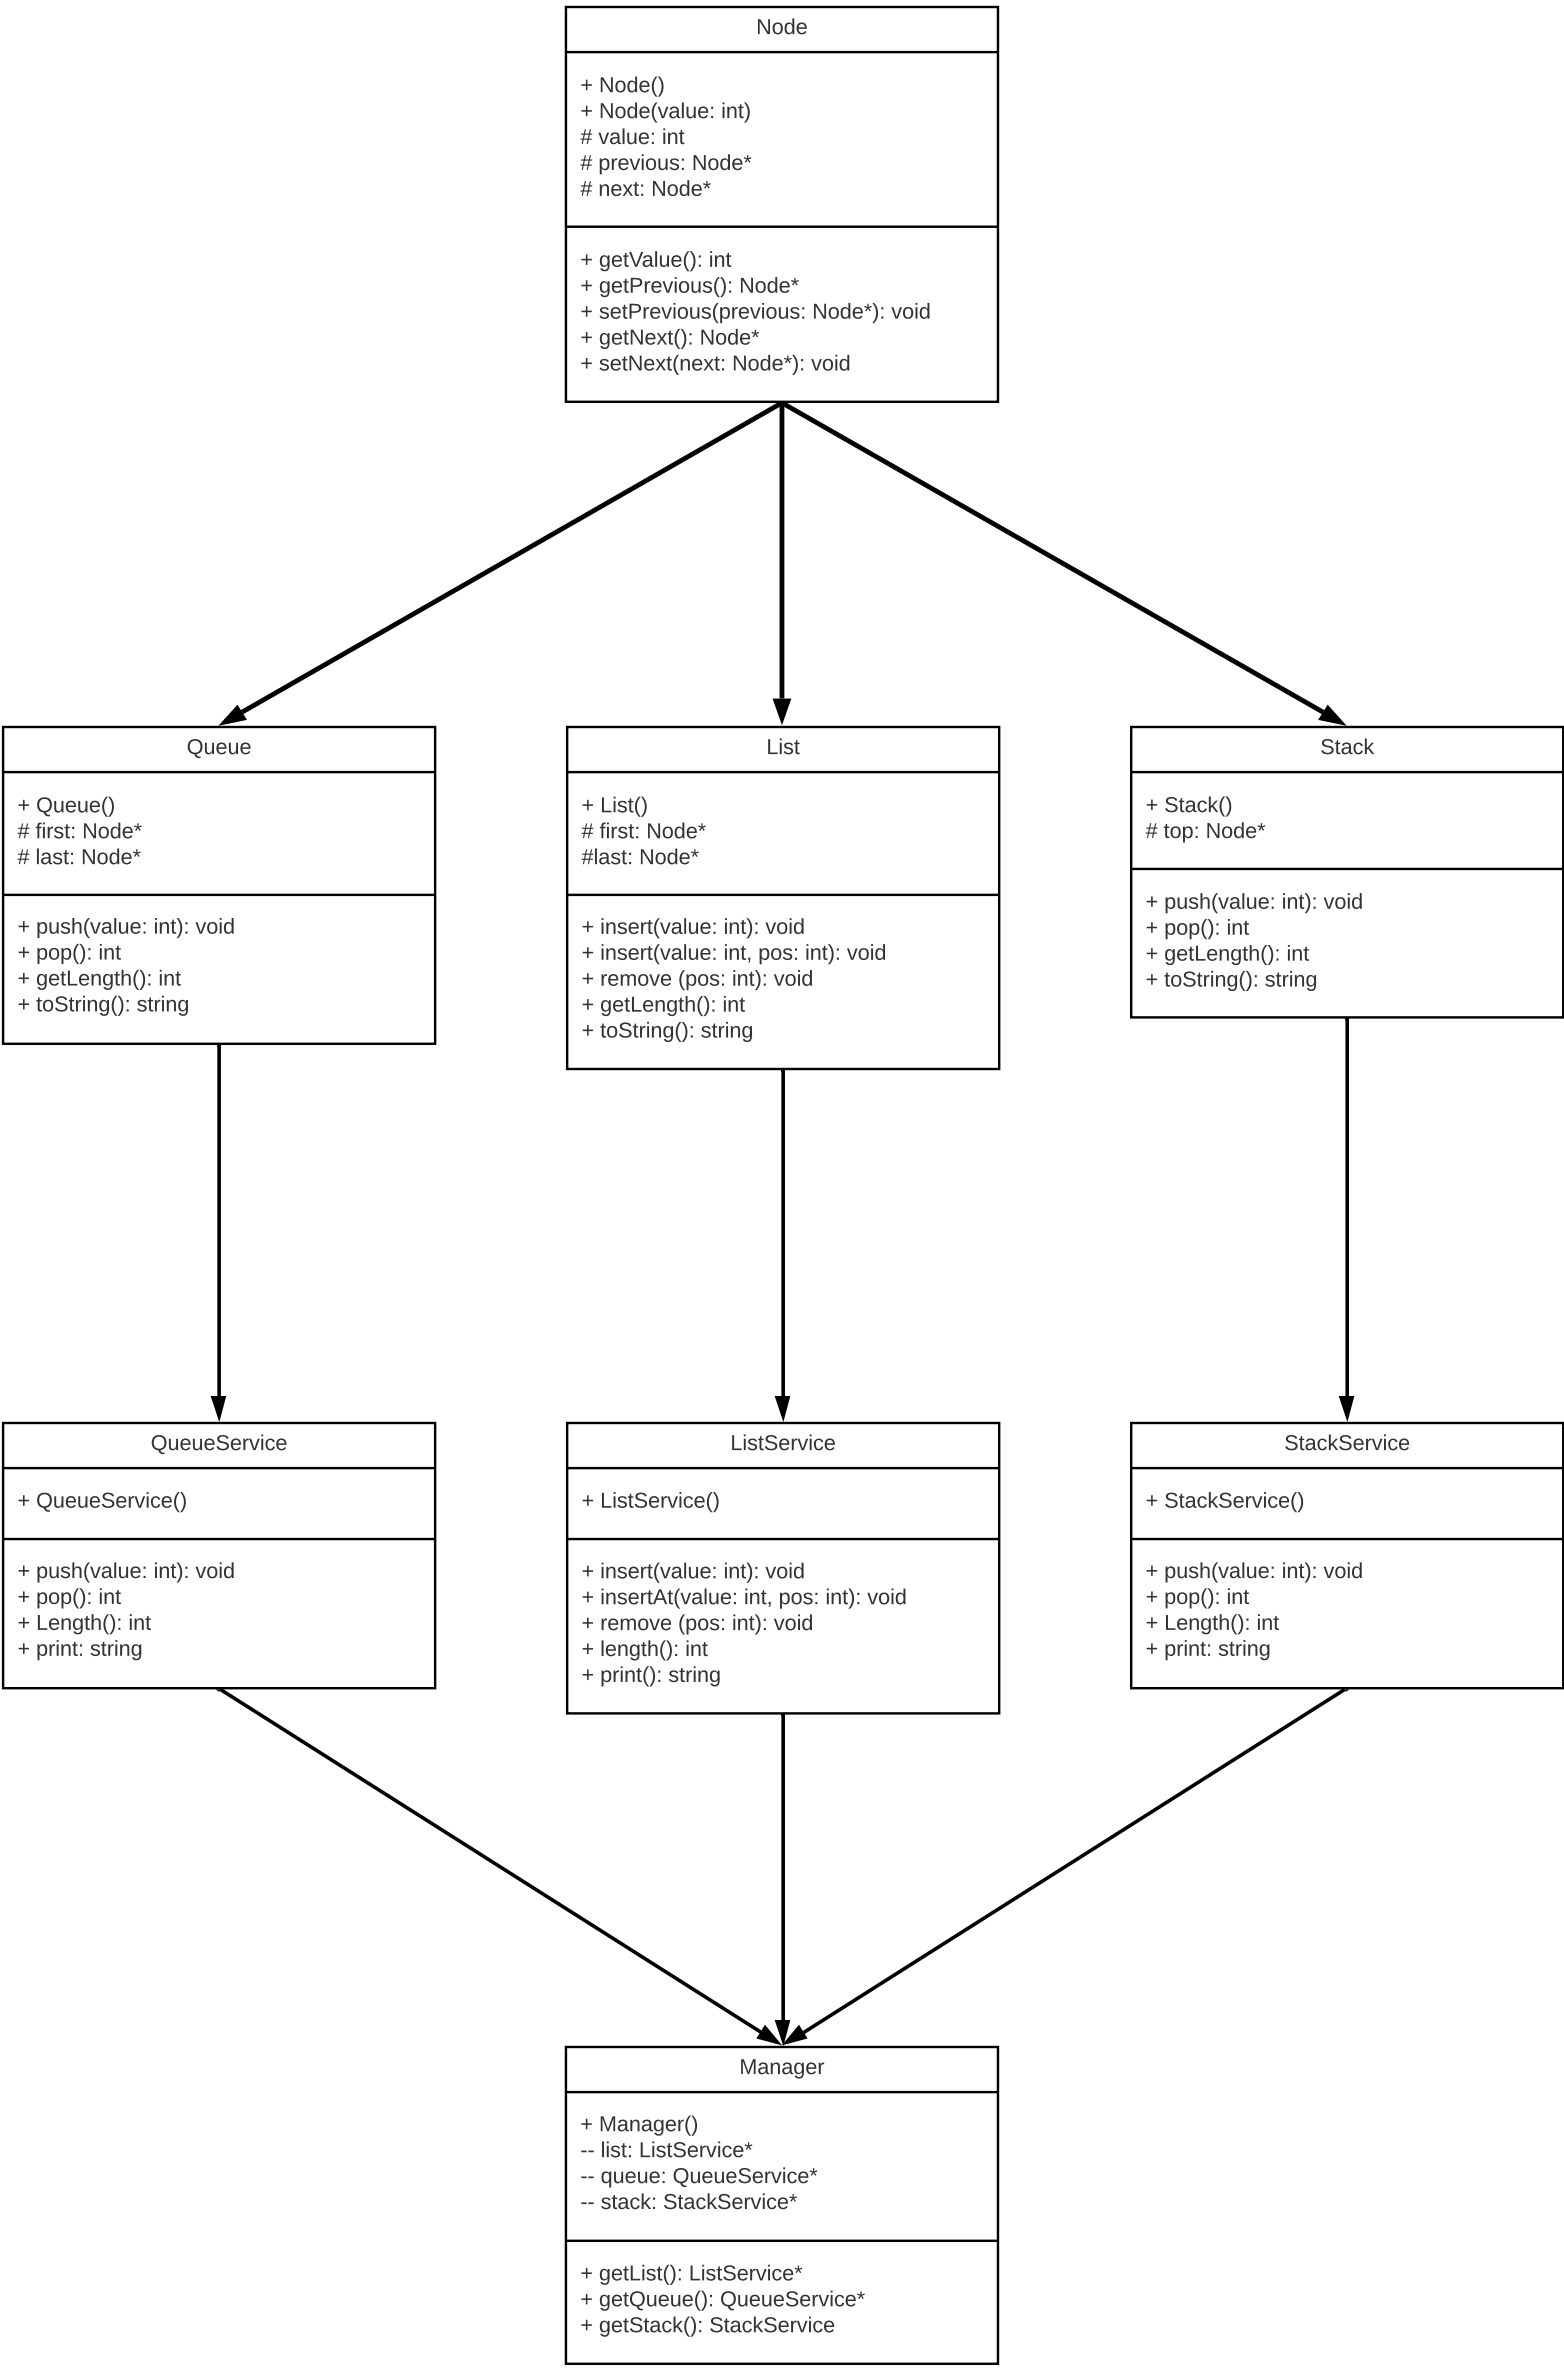 Node
+ Node()
+ Node(value: int)
# value: int
# previous: Node*
# next: Node*
+ getValue(): int
+ getPrevious(): Node*
+ setPrevious(previous: Node*): void
+ getNext(): Node*
+ setNext(next: Node*): void
Queue
+ Queue()
# first: Node*
# last: Node*
+ push(value: int): void
+ pop(): int
+ getLength(): int
+ toString(): string
List
+ List()
# first: Node*
#last: Node*
+ insert(value: int): void
+ insert(value: int, pos: int): void
+ remove (pos: int): void
+ getLength(): int
+ toString(): string
Stack
+ Stack()
# top: Node*
+ push(value: int): void
+ pop(): int
+ getLength(): int
+ toString(): string
QueueService
+ QueueService()
+ push(value: int): void
+ pop(): int
+ Length(): int
+ print: string
ListService
+ ListService()
+ insert(value: int): void
+ insertAt(value: int, pos: int): void
+ remove (pos: int): void
+ length(): int
+ print(): string
StackService
+ StackService()
+ push(value: int): void
+ pop(): int
+ Length(): int
+ print: string
Manager
+ Manager()
-- list: ListService*
-- queue: QueueService*
-- stack: StackService*
+ getList(): ListService*
+ getQueue(): QueueService*
+ getStack(): StackService